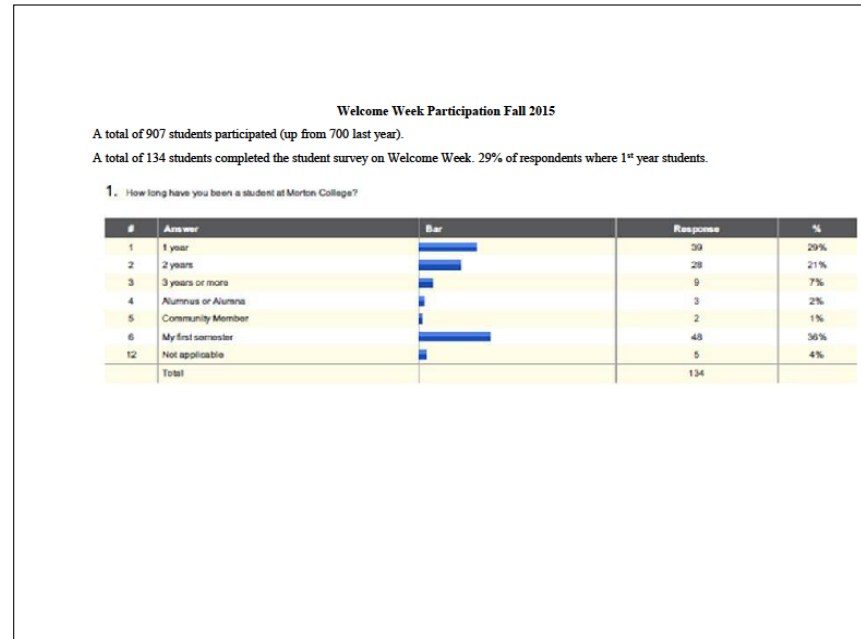 Welcome Week Participation Fall 2015
A total of 907 students participated (up from 700 last year).
A total of 134 students completed the student survey on Welcome Week. 29% of respondents where 1st year students.
1. How long have you been a student at Morton College?
# Answer Bar Response %
1 1 year 39 29%
2 2 years 28 21%
3 3 years or more 9 7%
4 Alumnus or Alumna 3 2%
5 Community Member 2 1%
6 My first semester 48 36%
12 Not applicable 5 4%
Total 134